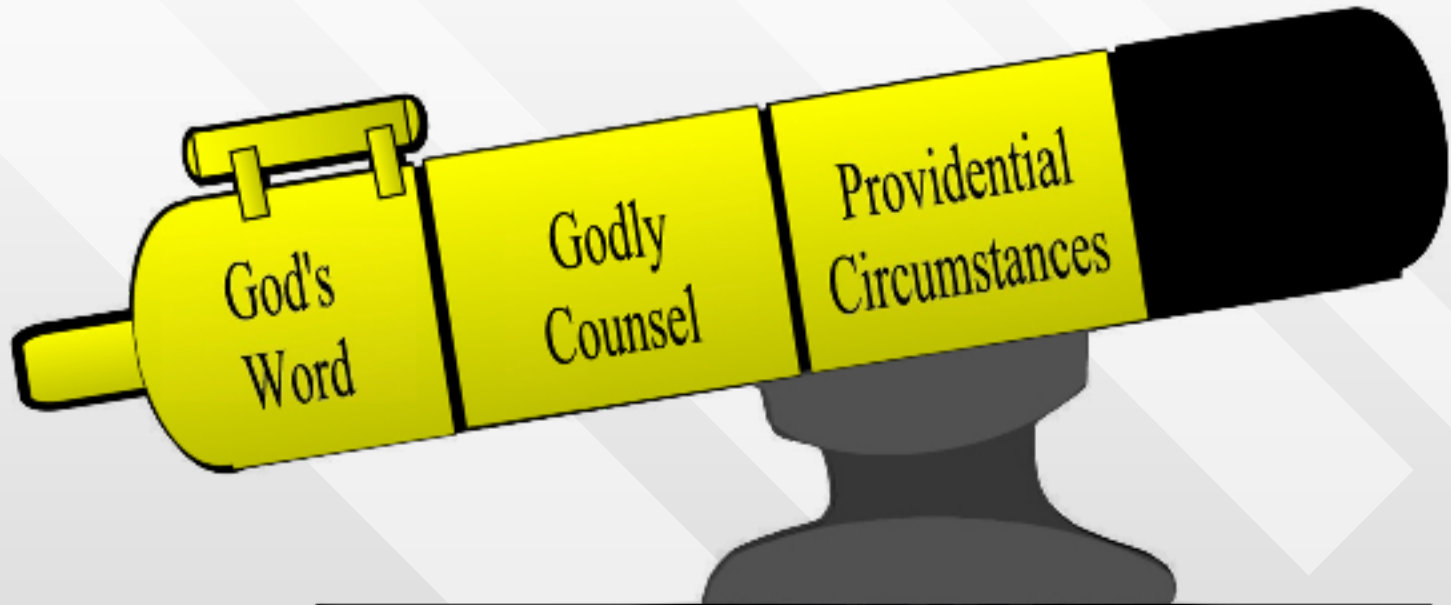 God's
Word
Godly
Counsel
Providential
Circumstances